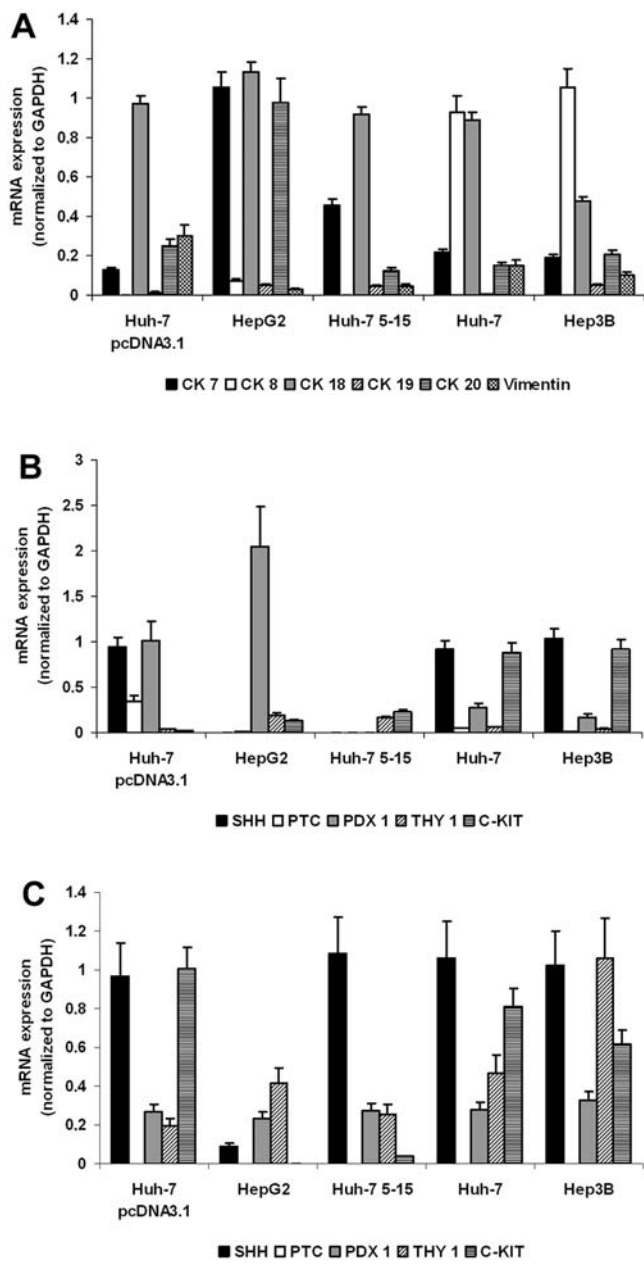 A
mRNA expression
(normalized to GAPDH)
1.4
1.2
1
0.8
0.6
0.4
0.2
0
Huh-7 pcDNA3.1 HepG2 Huh-7 5-15 Huh-7 Hep3B
CK 7 CK 8 CK 18 CK 19 CK 20 Vimentin
B
mRNA expression
(normalized to GAPDH)
3
2.5
2
1.5
1
0.5
0
Huh-7 pcDNA3.1 HepG2 Huh-7 5-15 Huh-7 Hep3B
SHH PTC PDX 1 THY 1 C-KIT
C
mRNA expression
(normalized to GAPDH)
1.4
1.2
1
0.8
0.6
0.4
0.2
0
Huh-7 pcDNA3.1 HepG2 Huh-7 5-15 Huh-7 Hep3B
SHH PTC PDX 1 THY 1 C-KIT